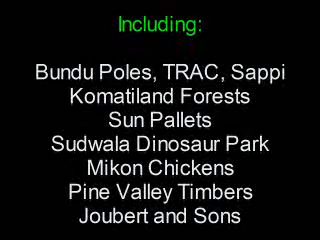 Including:
Bundu Poles, TRAC, Sappi
Komatiland Forests
Sun Pallets
Sudwala Dinosaur Park
Mikon Chickens
Pine Valley Timbers
Joubert and Sons